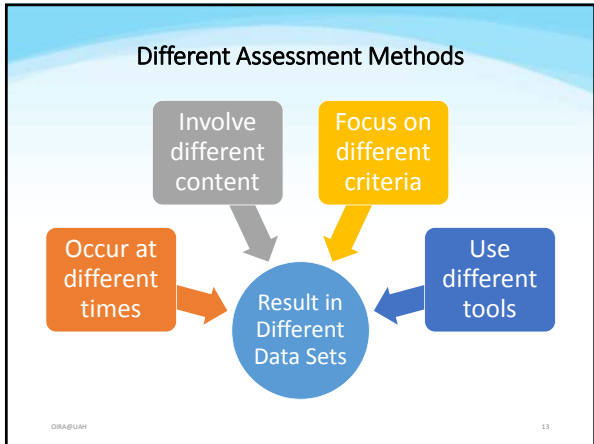 Different Assessment Methods
Involve
different
content
Focus on
different
criteria
Occur at
different
times
Use
different
tools
Result in
Different
Data Sets
OIRA@UAH
13